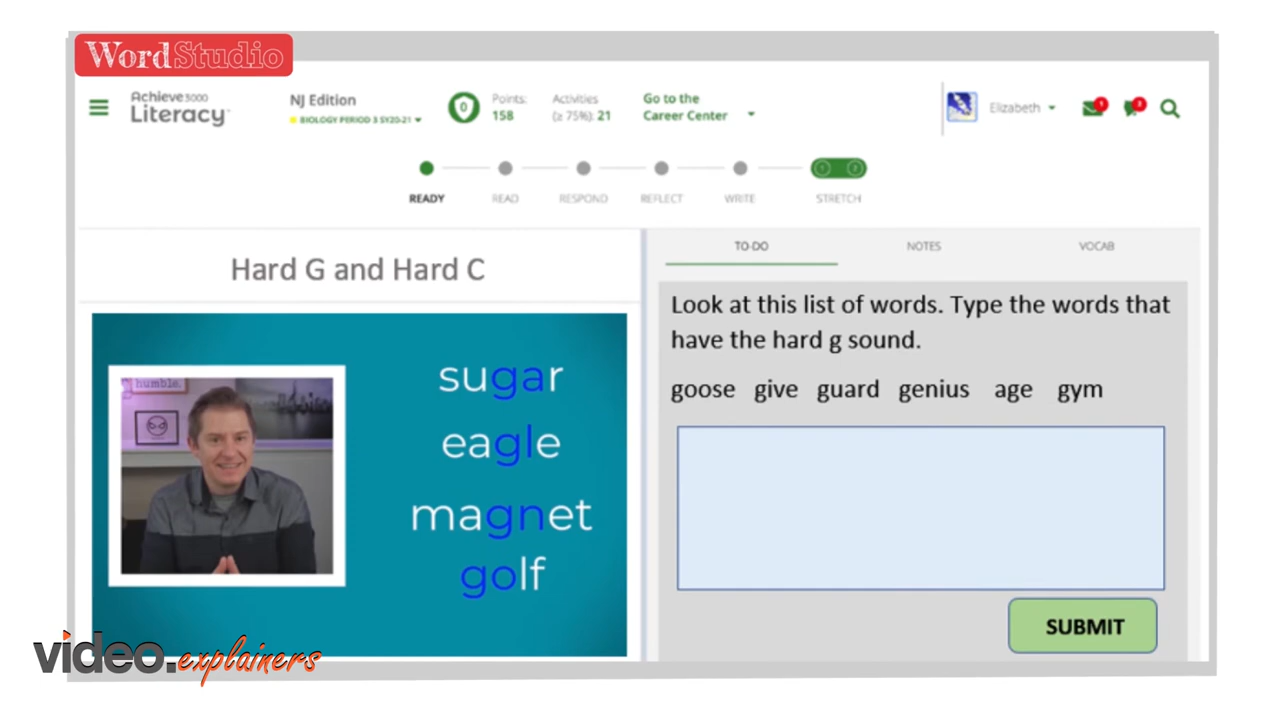 WordStudio
Achieve3000
Literacy
NJ Edition
BIOLOGY PERIOD 3 SY20-21
0
Points:
158
Activities
(≥ 75%): 21
Go to the
Career Center
Elizabeth
READY
READ
RESPOND
REFLECT
WRITE
STRETCH
Hard G and Hard C
humble.
sugar
eagle
magnet
golf
TO-DO
NOTES
VOCAB
Look at this list of words. Type the words that
have the hard g sound.
goose give guard genius age gym
SUBMIT
video.explainers